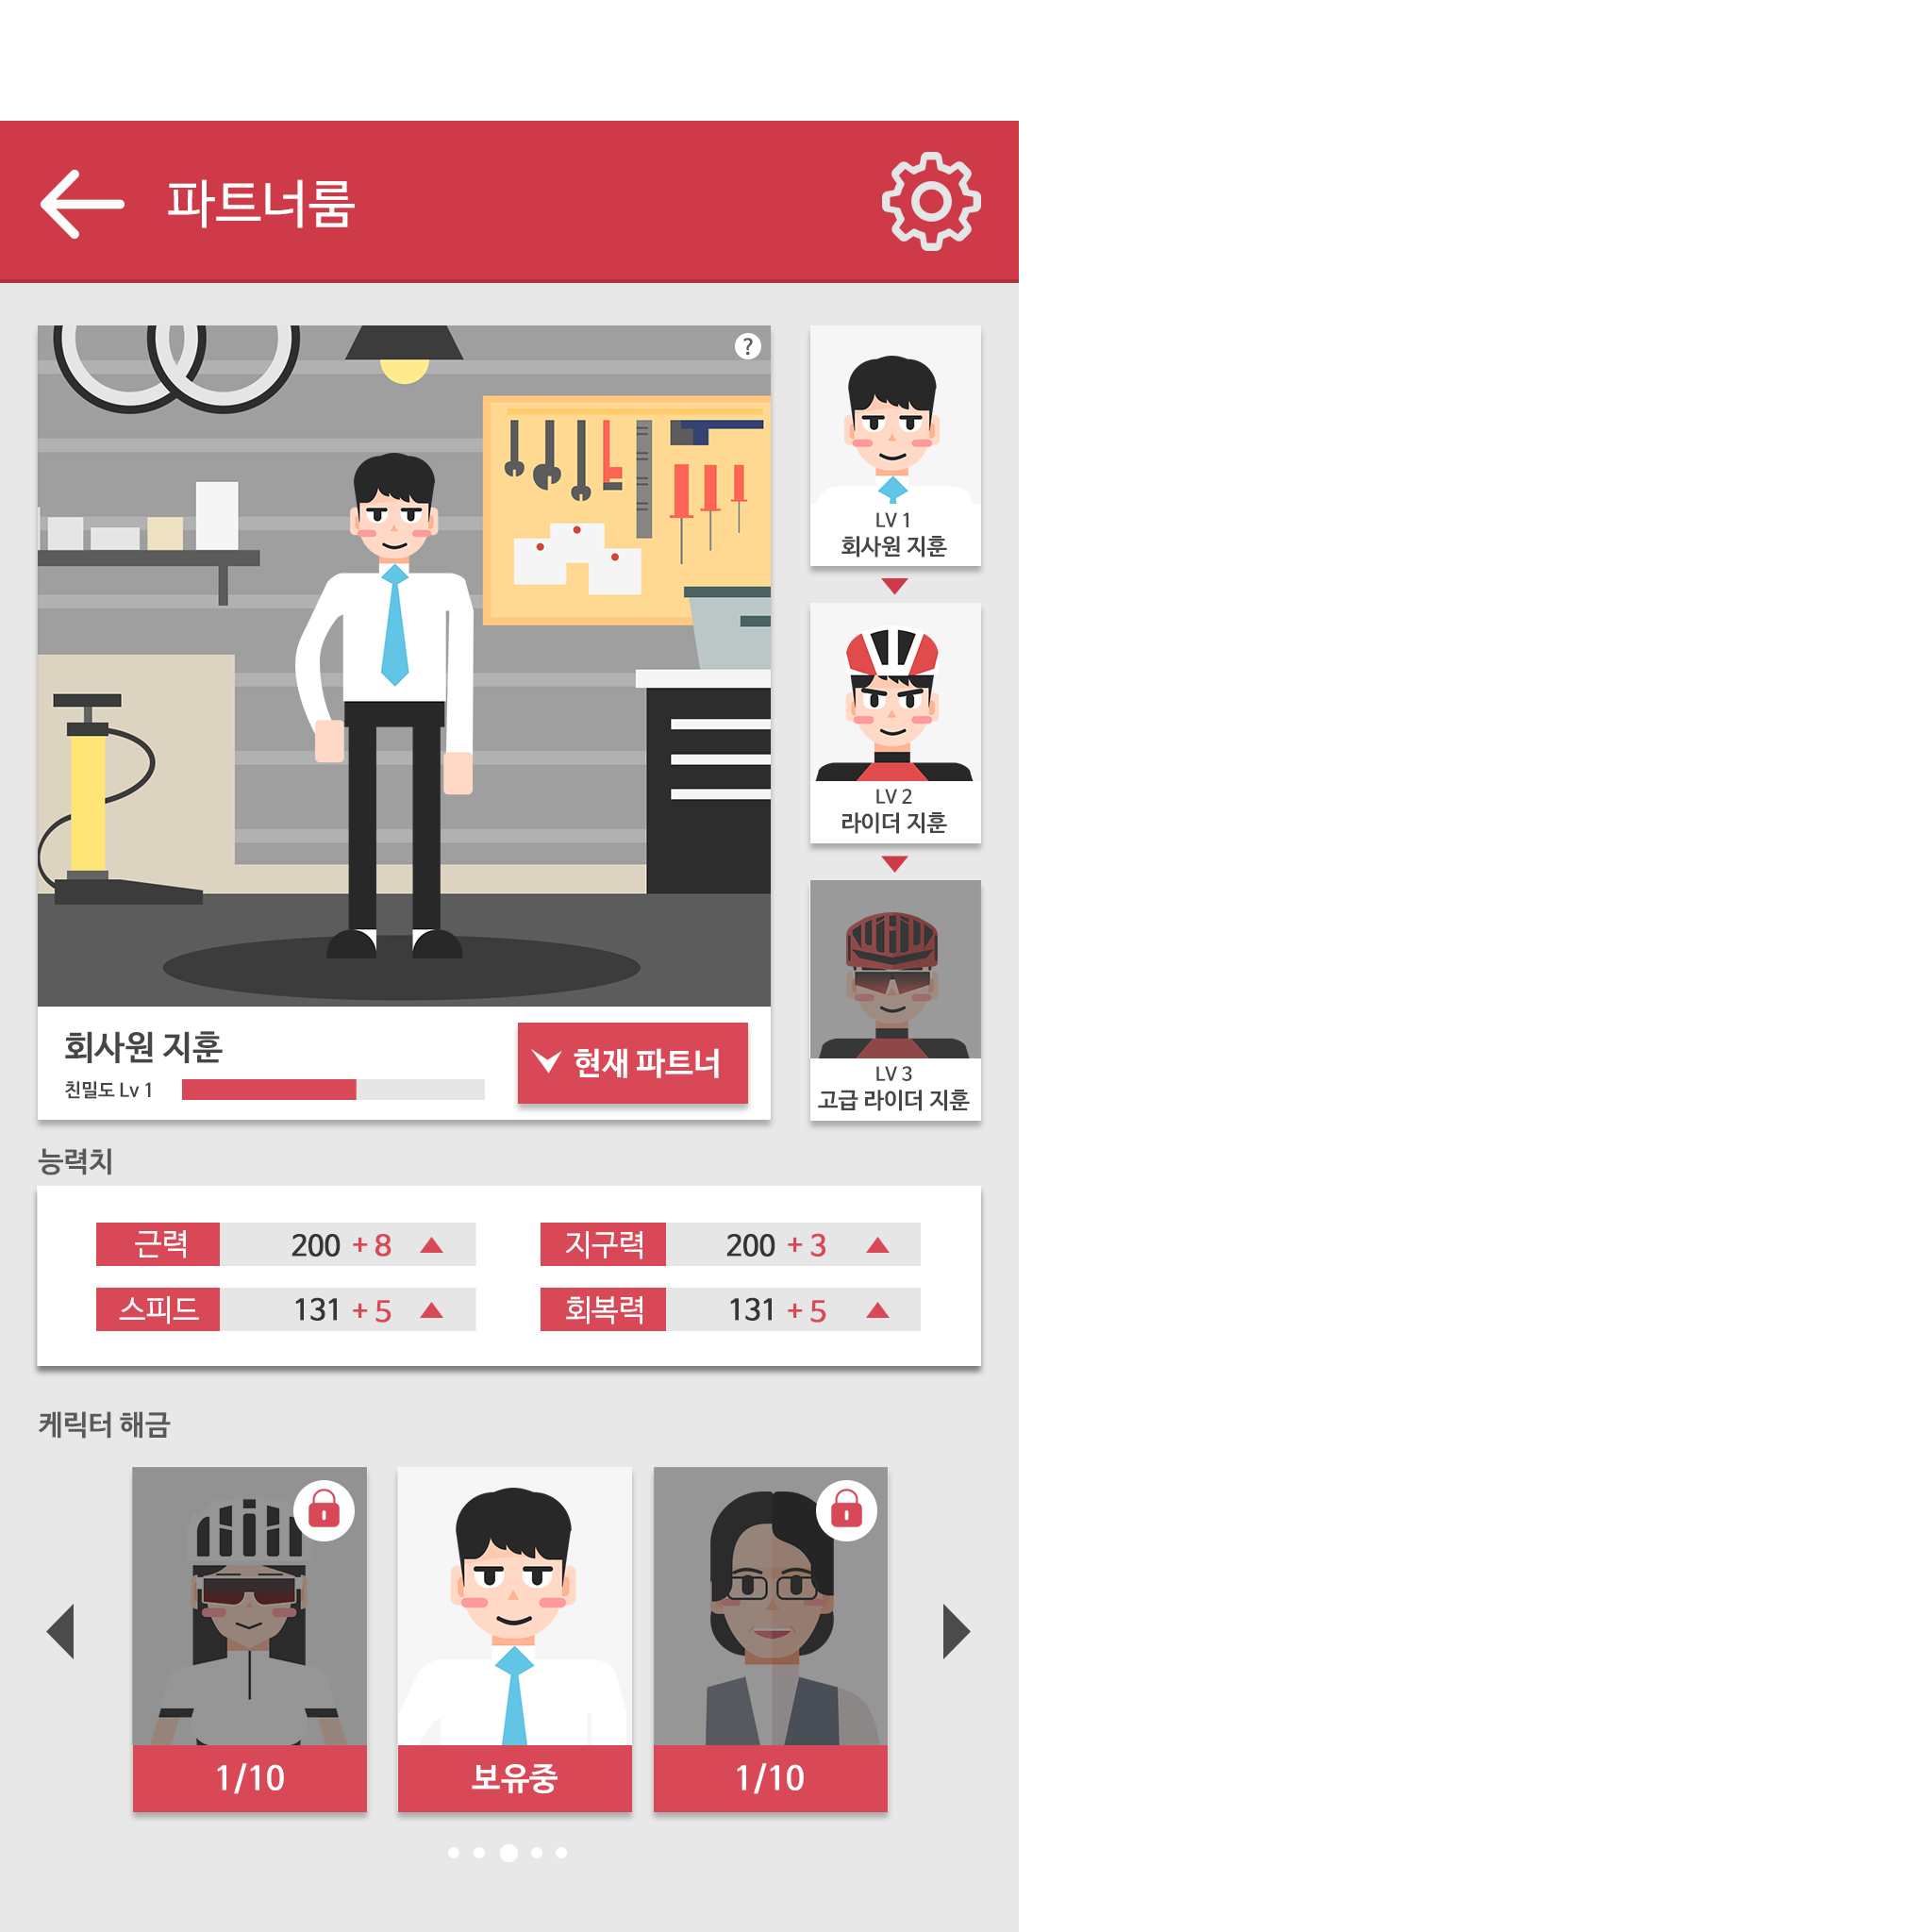 파트너룸
?
LV 1
회사원 지훈
LV 2
라이더 지훈
LV 3
고급 라이더 지훈
회사원 지훈
친밀도 Lv 1
현재 파트너
능력치
근력 200 + 8
지구력 200 + 3
스피드 131 + 5
회복력 131 + 5
케릭터 해금
1/10
보유중
1/10